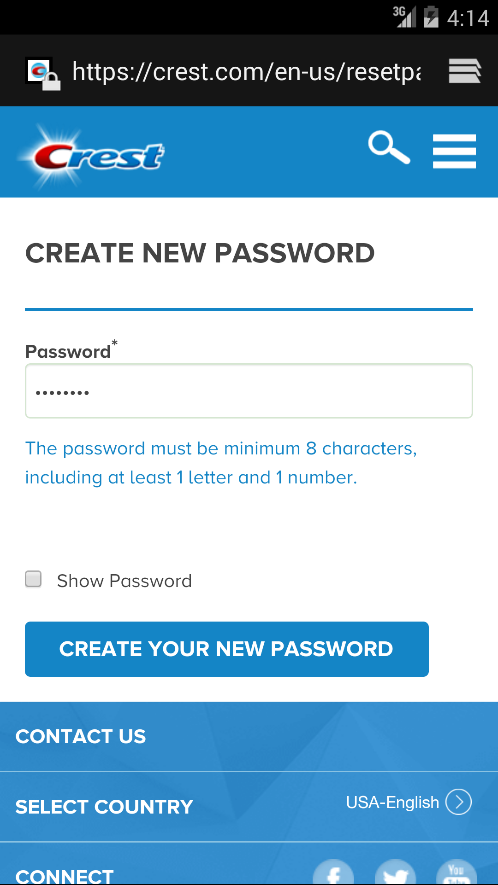 3G 4:14
https://crest.com/en-us/resetpa
Crest
CREATE NEW PASSWORD
Password*
••••••••
The password must be minimum 8 characters,
including at least 1 letter and 1 number.
Show Password
CREATE YOUR NEW PASSWORD
CONTACT US
SELECT COUNTRY USA-English
CONNECT
You